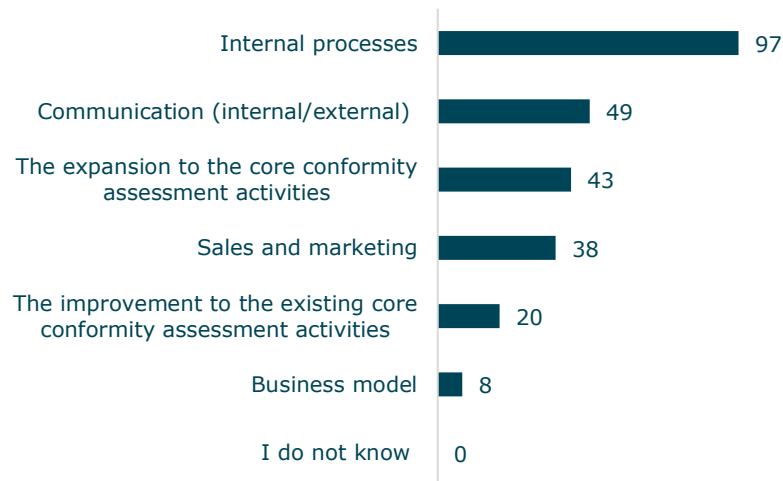 Internal processes
97
Communication (internal/external)
49
The expansion to the core conformity
assessment activities
43
Sales and marketing
38
The improvement to the existing core
conformity assessment activities
20
Business model
8
I do not know
0